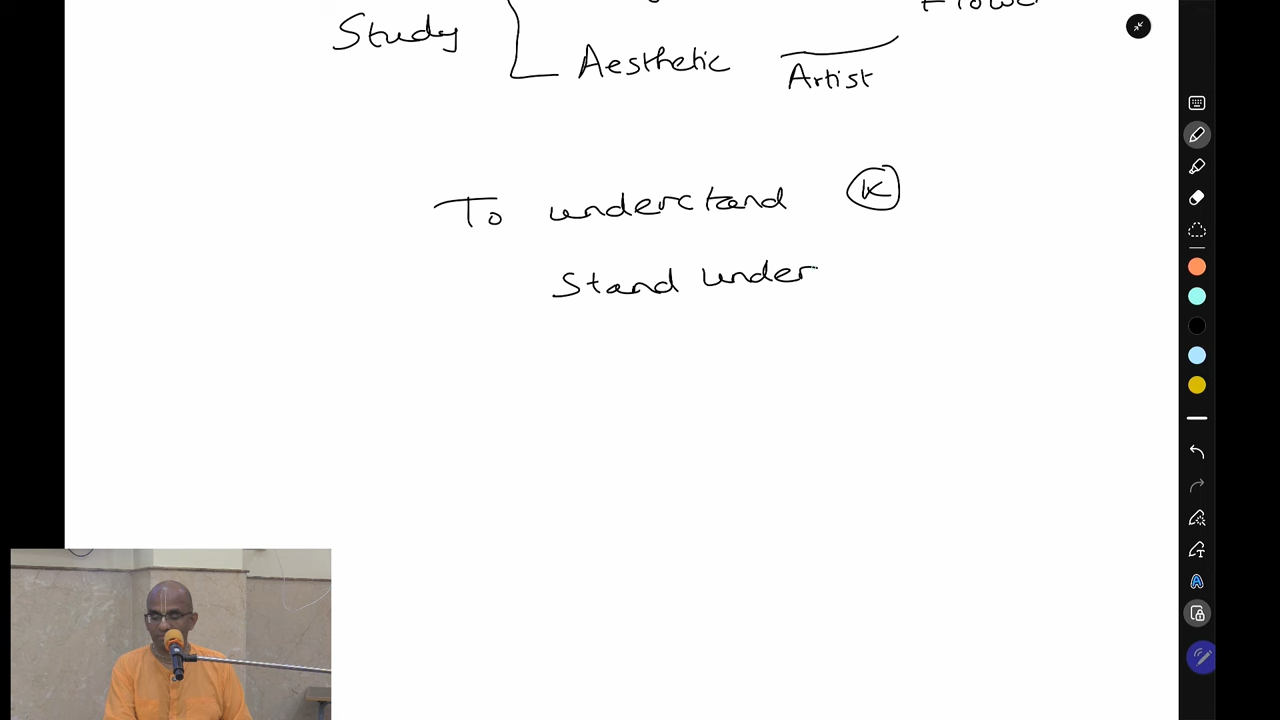 Study
Aesthetic
Artist
To understand K
Stand under